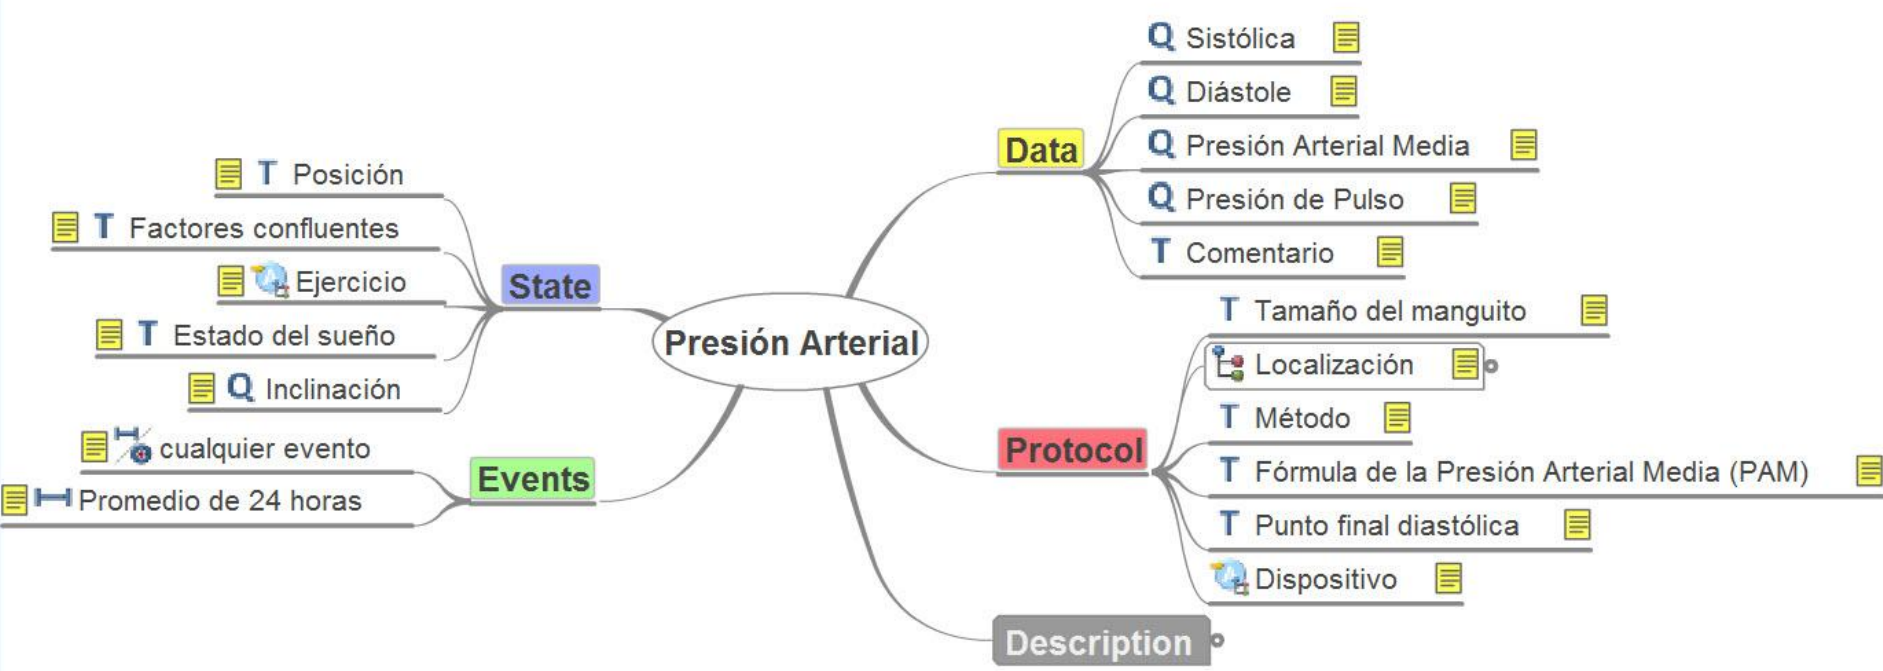 Presión Arterial
Data
Q Sistólica
Q Diástole
Q Presión Arterial Media
Q Presión de Pulso
T Comentario
Protocol
T Tamaño del manguito
Localización
T Método
T Fórmula de la Presión Arterial Media (PAM)
T Punto final diastólica
Dispositivo
Description
State
T Posición
T Factores confluentes
Ejercicio
T Estado del sueño
Q Inclinación
Events
cualquier evento
Promedio de 24 horas